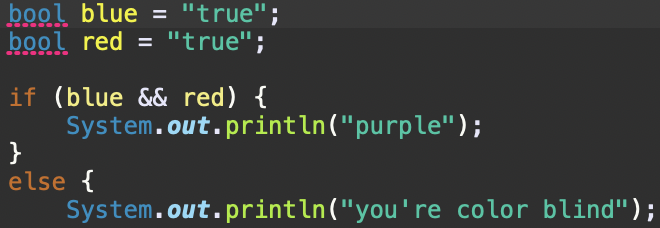 bool blue = "true";
bool red = "true";
if (blue && red) {
    System.out.println("purple");
}
else {
    System.out.println("you're color blind");